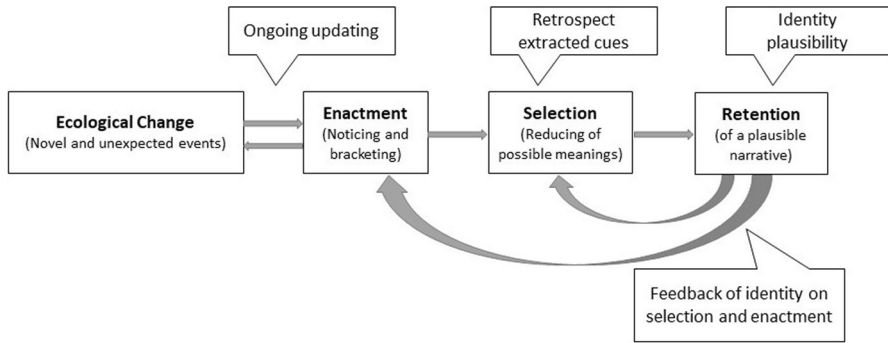 Ongoing updating
Retrospect
extracted cues
Identity
plausibility
Ecological Change
(Novel and unexpected events)
Enactment
(Noticing and
bracketing)
Selection
(Reducing of
possible meanings)
Retention
(of a plausible
narrative)
Feedback of identity on
selection and enactment